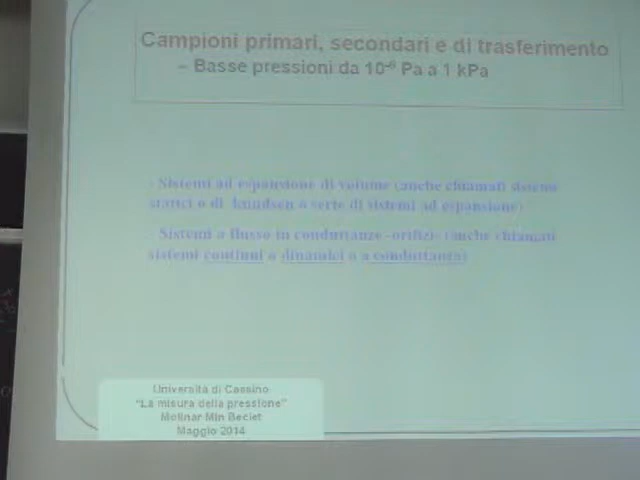 Campioni primari, secondari e di trasferimento
– Basse pressioni da 10⁻⁶ Pa a 1 kPa
- Sistemi ad espansione di volume (anche chiamati sistemi
statici o di knudsen o serie di sistemi ad espansione)
- Sistemi a flusso in conduttanze -orifizi- (anche chiamati
sistemi continui o dinamici o a conduttanza)
Università di Cassino
"La misura della pressione"
Molinar Min Beciet
Maggio 2014